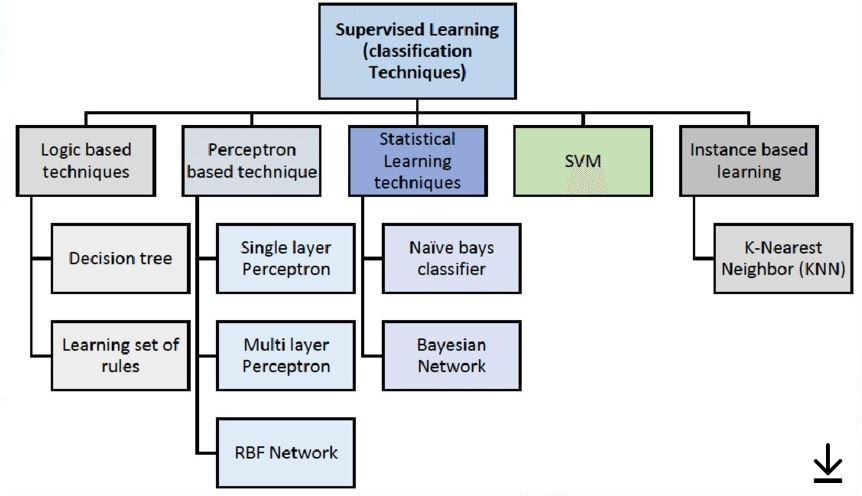 Supervised Learning
(classification
Techniques)
Logic based
techniques
Perceptron
based technique
Statistical
Learning
techniques
SVM
Instance based
learning
Decision tree
Single layer
Perceptron
Naïve bays
classifier
K-Nearest
Neighbor (KNN)
Learning set of
rules
Multi layer
Perceptron
Bayesian
Network
RBF Network